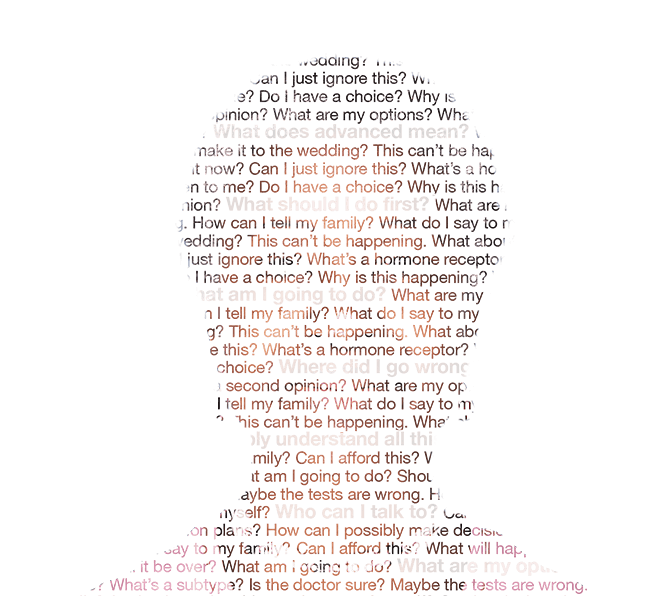 wedding?
Can I just ignore this?
Do I have a choice? Why is
opinion? What are my options? Wha
What does advanced mean?
make it to the wedding? This can't be hap
it now? Can I just ignore this? What's a ho
en to me? Do I have a choice? Why is this h
nion? What should I do first? What are
g. How can I tell my family? What do I say to m
vedding? This can't be happening. What abou
just ignore this? What's a hormone recepto
I have a choice? Why is this happening?
hat am I going to do? What are my
n I tell my family? What do I say to my
g? This can't be happening. What abo
e this? What's a hormone receptor?
choice? Where did I go wrong
second opinion? What are my op
I tell my family? What do I say to my
? This can't be happening. What
bly understand all thi
amily? Can I afford this? W
at am I going to do? Shou
aybe the tests are wrong. H
myself? Who can I talk to? Ca
on plans? How can I possibly make decisio
say to my family? Can I afford this? What will happ
it be over? What am I going to do? What are my opti
? What's a subtype? Is the doctor sure? Maybe the tests are wrong.